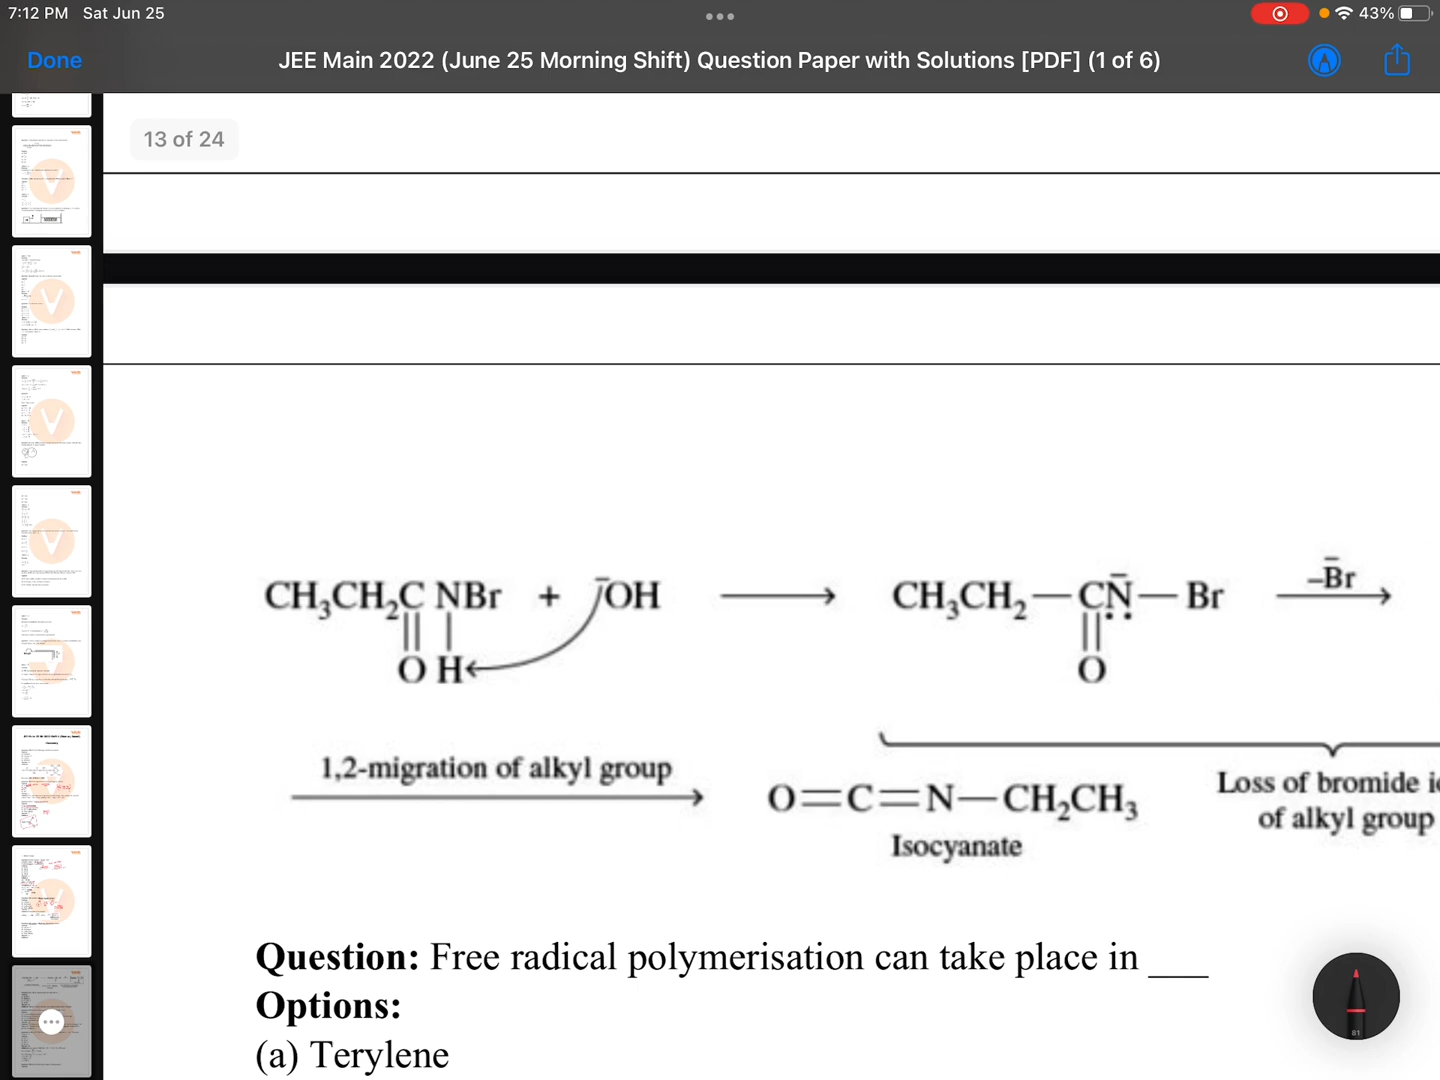 7:12 PM Sat Jun 25
43%
Done
JEE Main 2022 (June 25 Morning Shift) Question Paper with Solutions [PDF] (1 of 6)
13 of 24
CH₃CH₂C NBr + ŌH ⟶ CH₃CH₂—CN̄—Br –B̄r ⟶
O H
O
1,2-migration of alkyl group
O=C=N—CH₂CH₃
Isocyanate
Loss of bromide
of alkyl group
Question: Free radical polymerisation can take place in ___
Options:
(a) Terylene
81